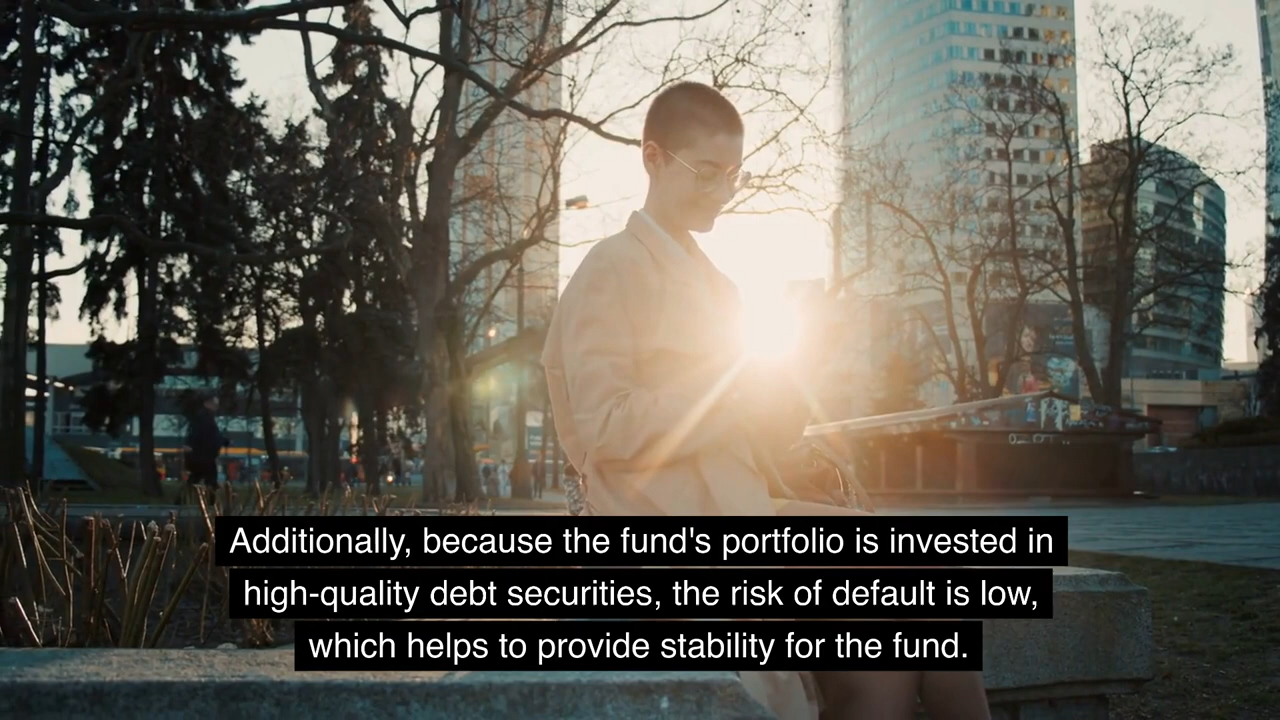 Additionally, because the fund's portfolio is invested in
high-quality debt securities, the risk of default is low,
which helps to provide stability for the fund.